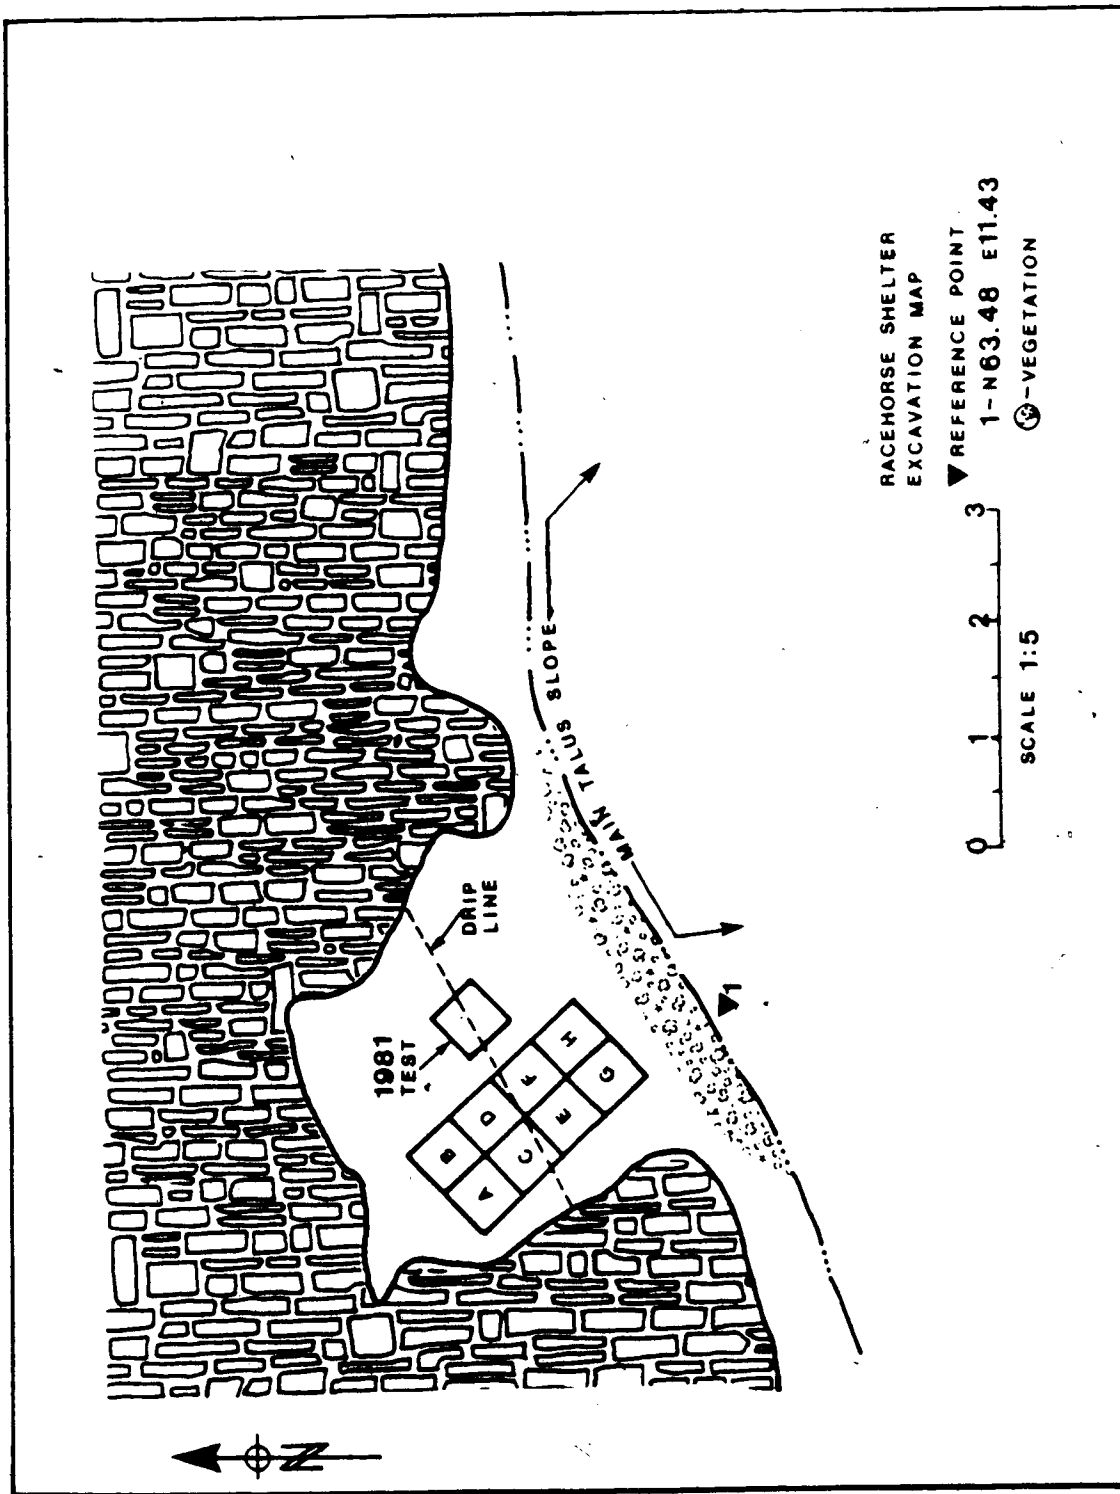 N
1981
TEST
DRIP
LINE
A
B
C
D
E
F
G
H
MAIN TALUS SLOPE
1
RACEHORSE SHELTER
EXCAVATION MAP
▼REFERENCE POINT
1-N63.48 E11.43
-VEGETATION
0 1 2 3
SCALE 1:5